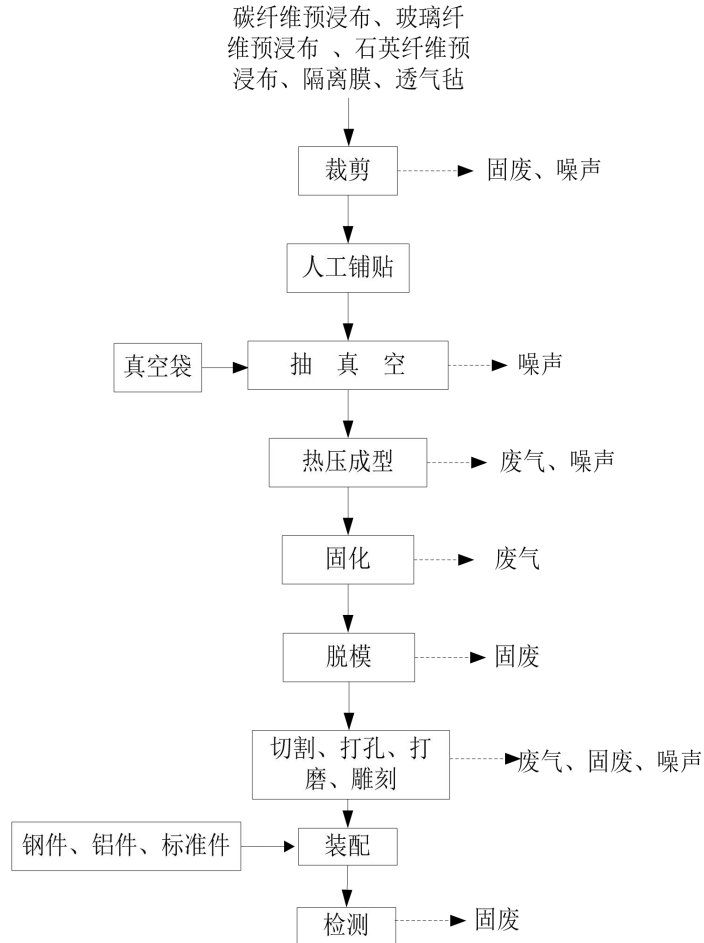 碳纤维预浸布、玻璃纤
维预浸布 、石英纤维预
浸布、隔离膜、透气毡
裁剪
固废、噪声
人工铺贴
真空袋
抽 真 空
噪声
热压成型
废气、噪声
固化
废气
脱模
固废
切割、打孔、打
磨、雕刻
废气、固废、噪声
钢件、铝件、标准件
装配
检测
固废